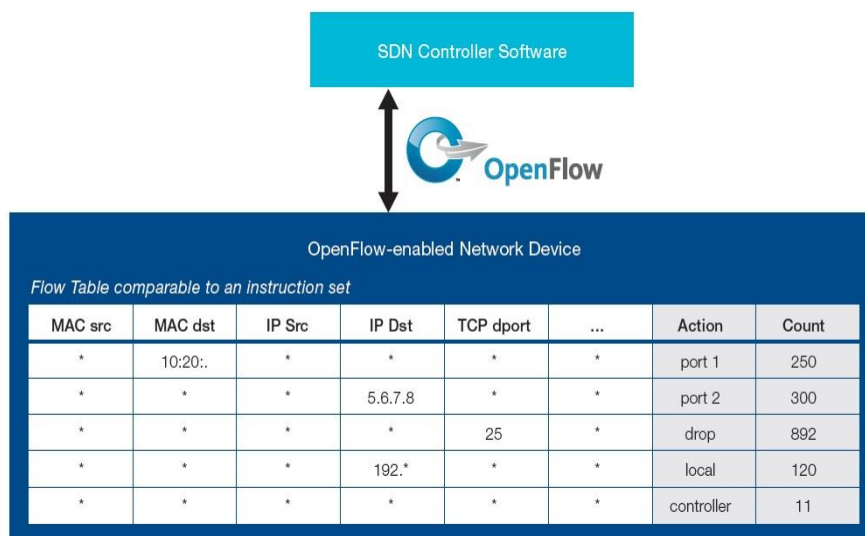 SDN Controller Software
OpenFlow
™
OpenFlow-enabled Network Device
Flow Table comparable to an instruction set
MAC src MAC dst IP Src IP Dst TCP dport ... Action Count
* 10:20:. * * * * port 1 250
* * * 5.6.7.8 * * port 2 300
* * * * 25 * drop 892
* * * 192.* * * local 120
* * * * * * controller 11